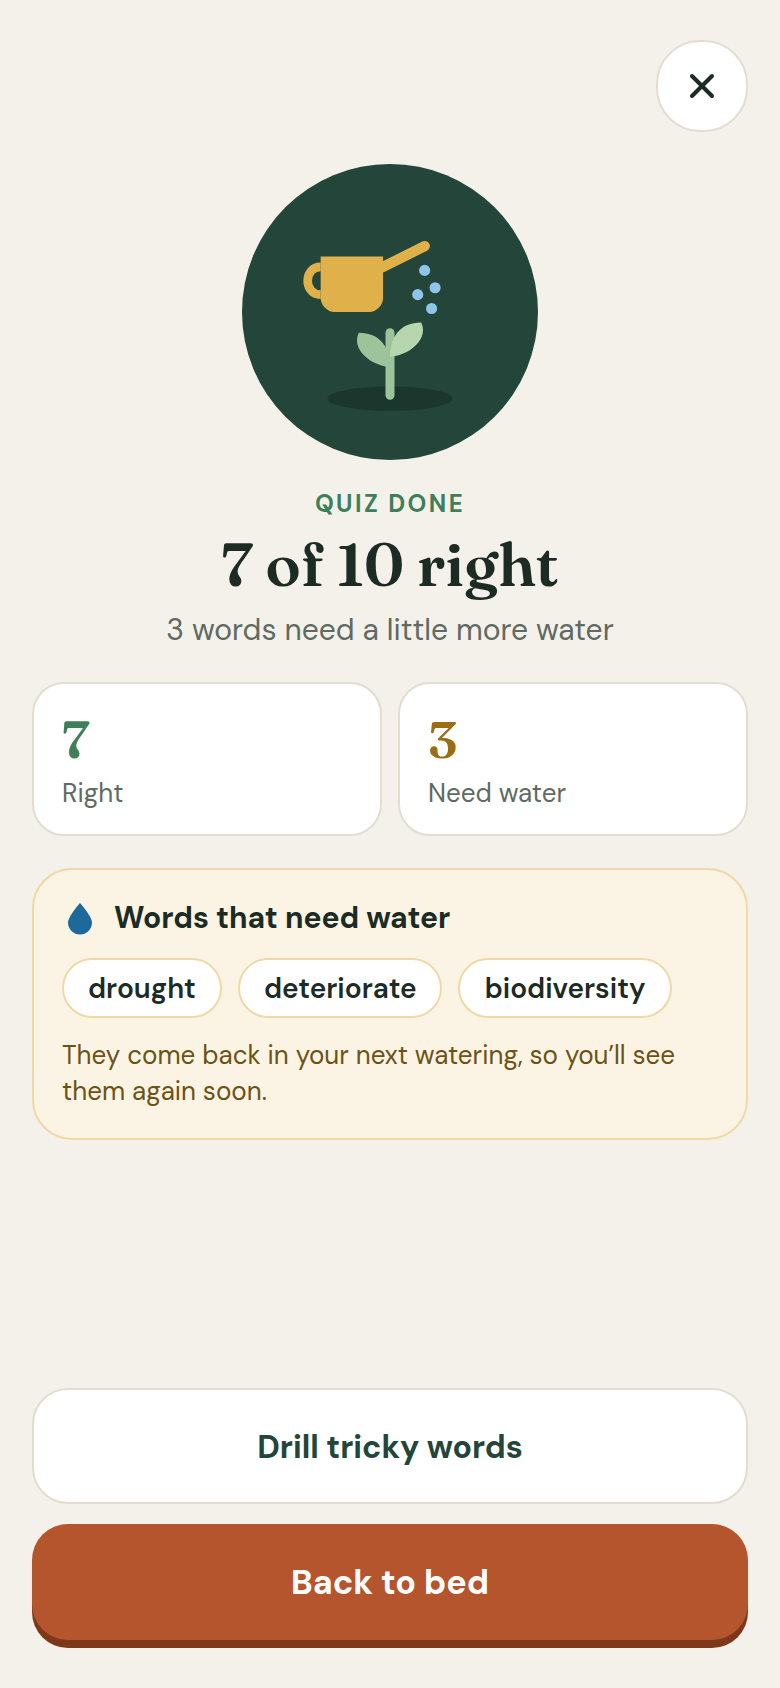 QUIZ DONE
7 of 10 right
3 words need a little more water
7
Right
3
Need water
Words that need water
drought
deteriorate
biodiversity
They come back in your next watering, so you’ll see
them again soon.
Drill tricky words
Back to bed